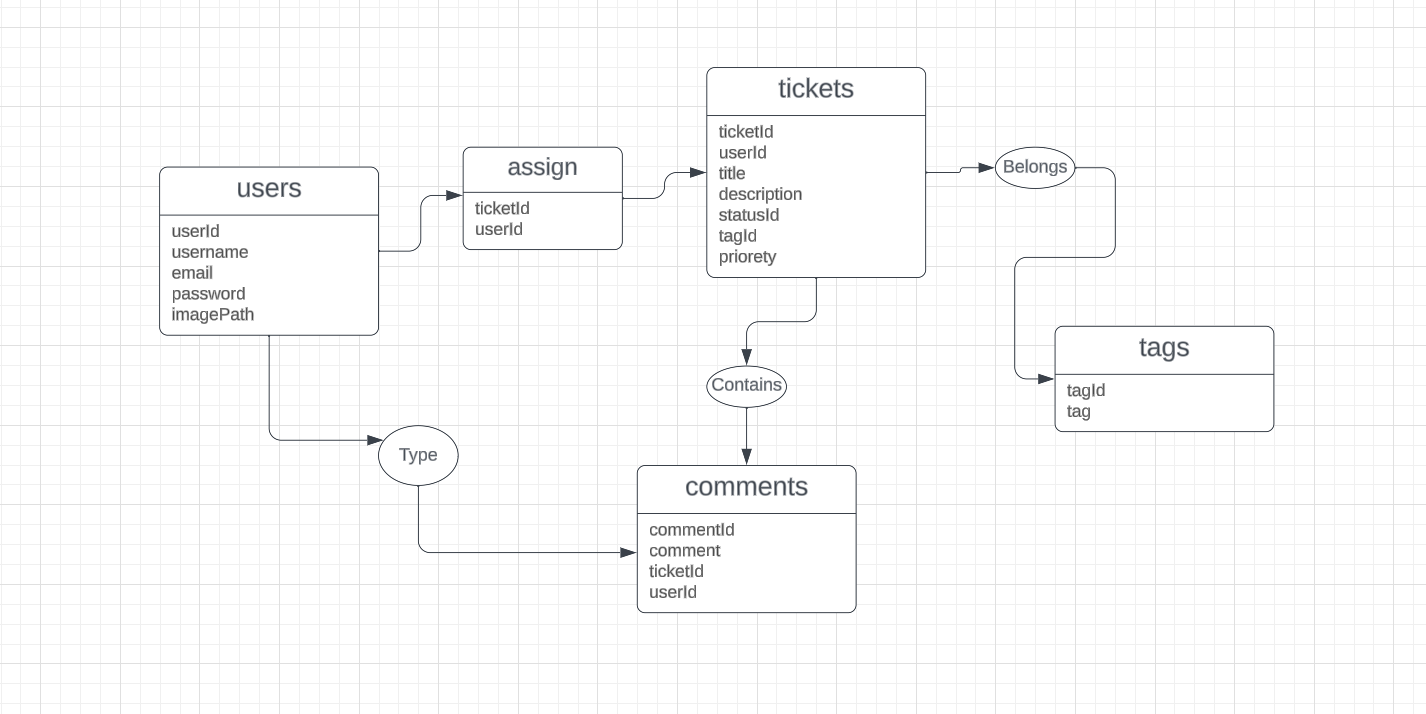 users
userId
username
email
password
imagePath
assign
ticketId
userId
tickets
ticketId
userId
title
description
statusId
tagId
priorety
Belongs
tags
tagId
tag
Contains
Type
comments
commentId
comment
ticketId
userId